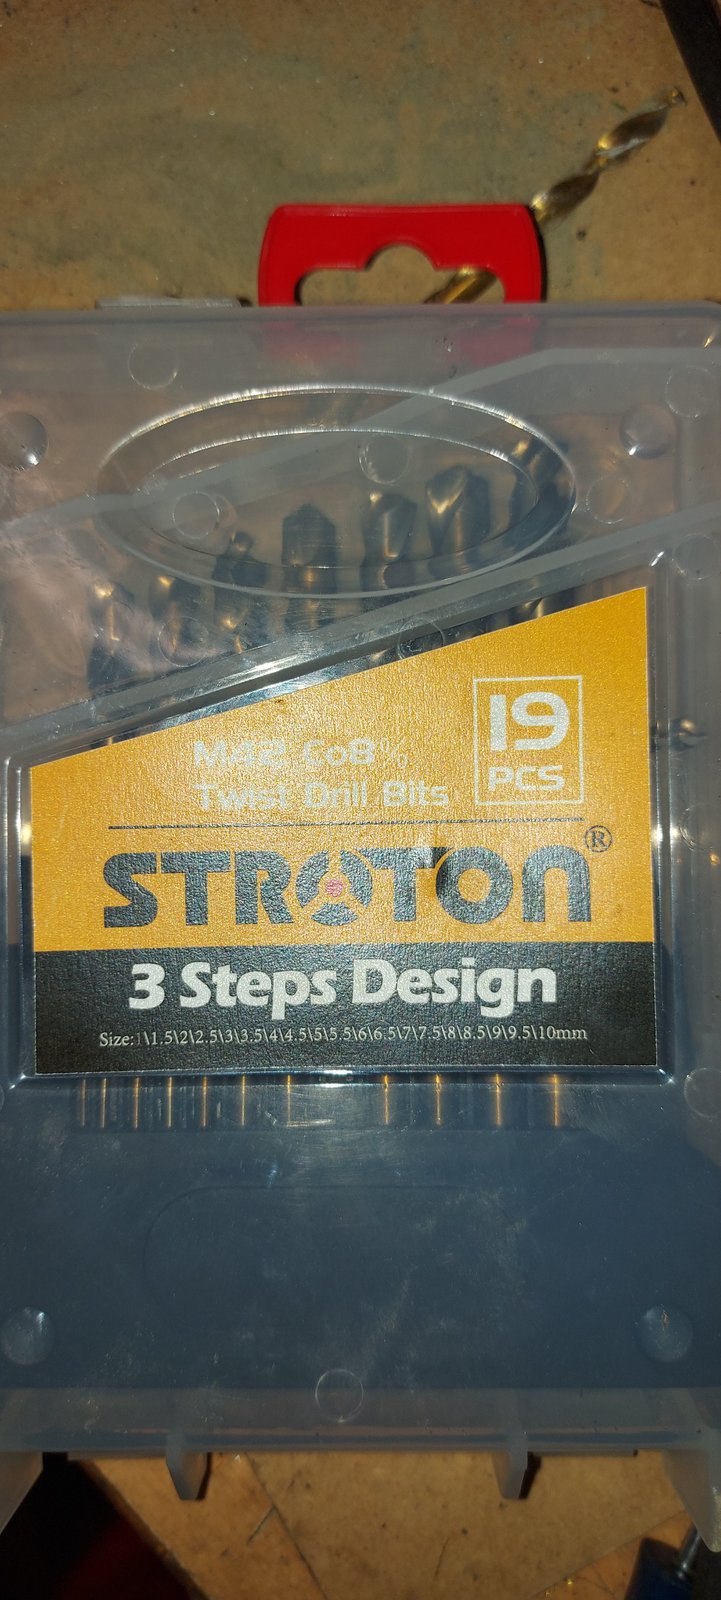 19
PCS
M42 Co8%
Twist Drill Bits
STROTON®
3 Steps Design
Size:1\1.5\2\2.5\3\3.5\4\4.5\5\5.5\6\6.5\7\7.5\8\8.5\9\9.5\10mm